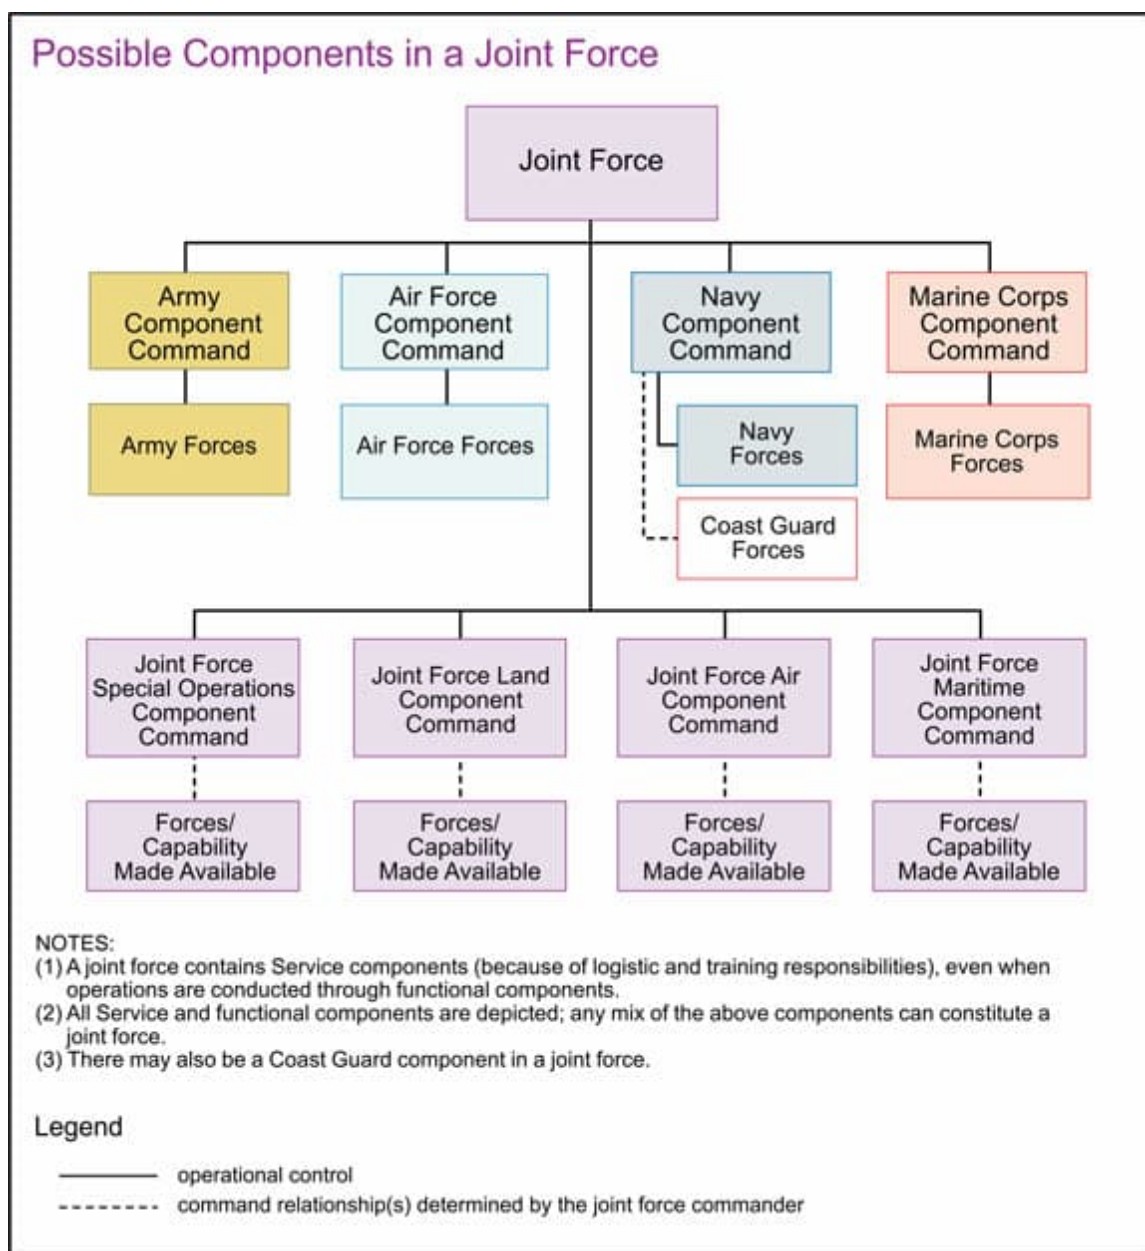 Possible Components in a Joint Force
Joint Force
Army
Component
Command
Air Force
Component
Command
Navy
Component
Command
Marine Corps
Component
Command
Army Forces
Air Force Forces
Navy
Forces
Marine Corps
Forces
Coast Guard
Forces
Joint Force
Special Operations
Component
Command
Joint Force Land
Component
Command
Joint Force Air
Component
Command
Joint Force
Maritime
Component
Command
Forces/
Capability
Made Available
Forces/
Capability
Made Available
Forces/
Capability
Made Available
Forces/
Capability
Made Available
NOTES:
(1) A joint force contains Service components (because of logistic and training responsibilities), even when
operations are conducted through functional components.
(2) All Service and functional components are depicted; any mix of the above components can constitute a
joint force.
(3) There may also be a Coast Guard component in a joint force.
Legend
operational control
command relationship(s) determined by the joint force commander